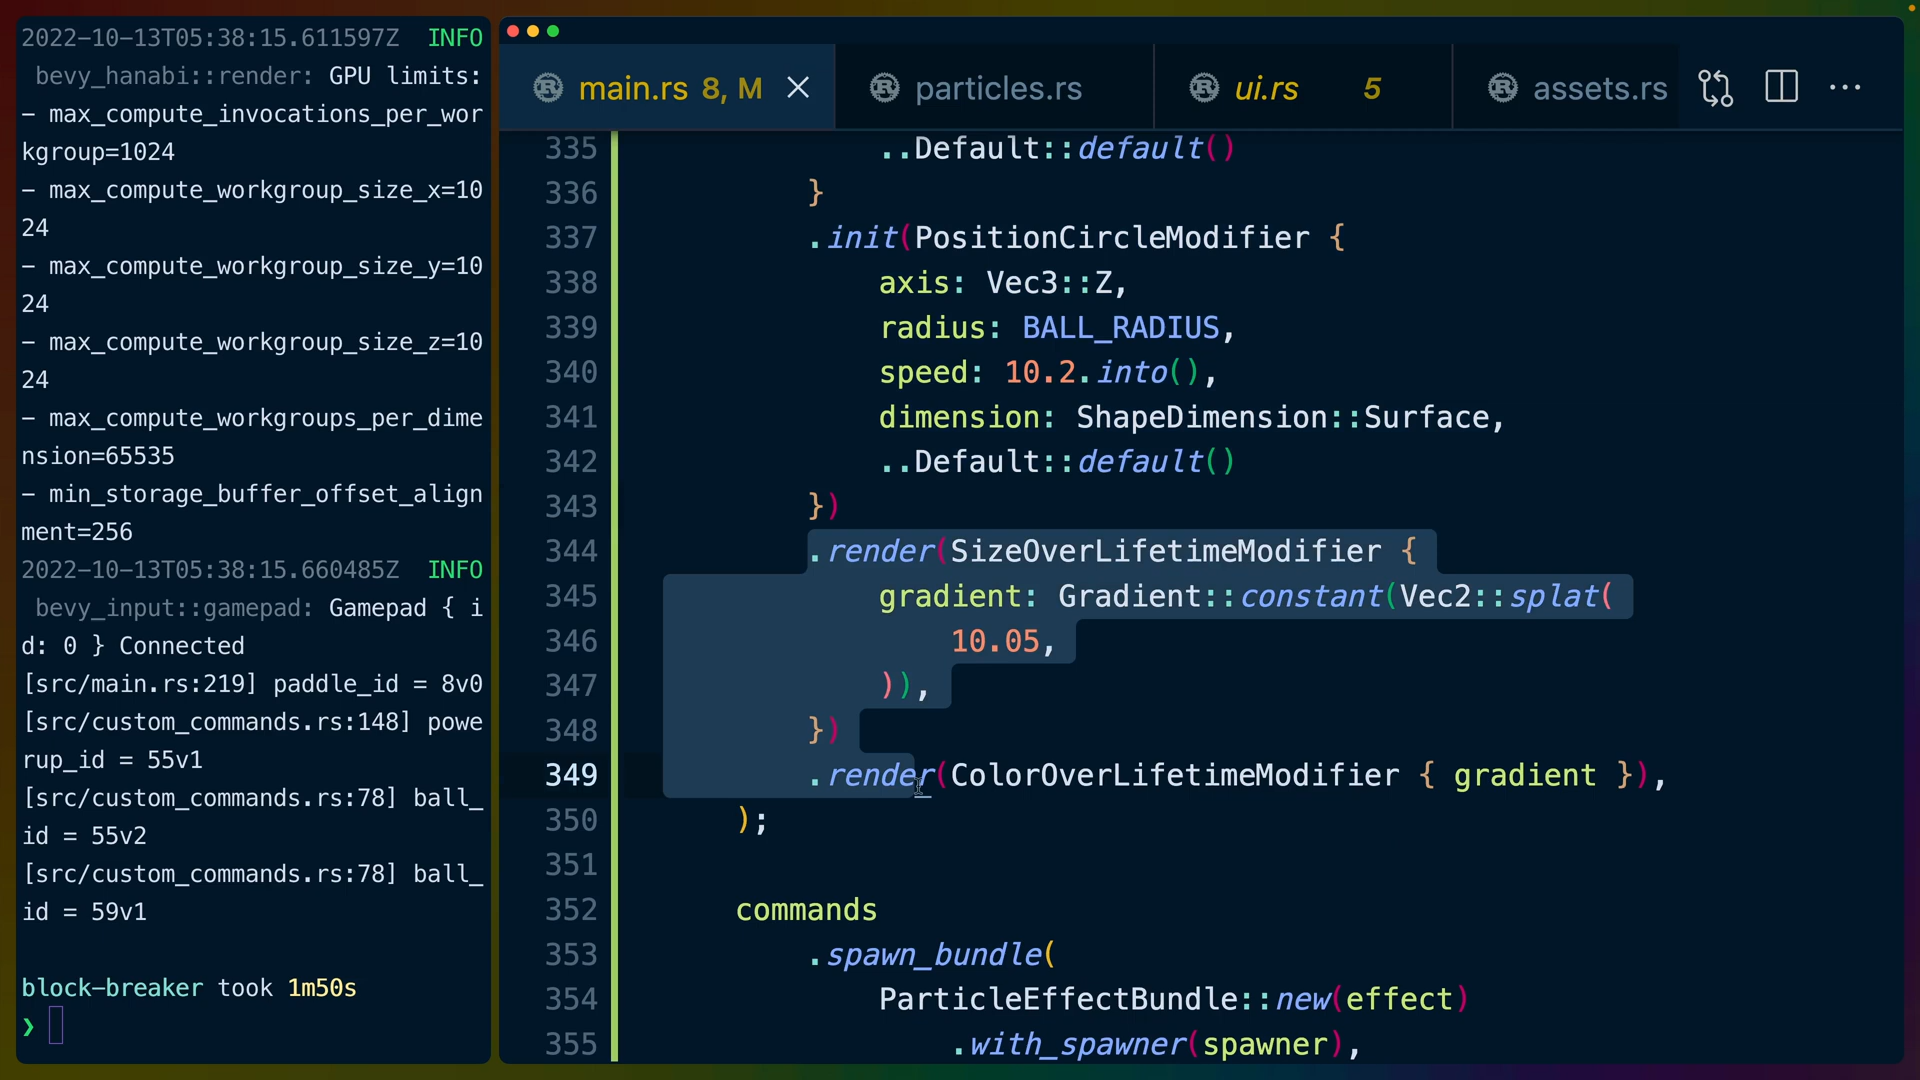 2022-10-13T05:38:15.611597Z  INFO
bevy_hanabi::render: GPU limits:
- max_compute_invocations_per_wor
kgroup=1024
- max_compute_workgroup_size_x=10
24
- max_compute_workgroup_size_y=10
24
- max_compute_workgroup_size_z=10
24
- max_compute_workgroups_per_dime
nsion=65535
- min_storage_buffer_offset_align
ment=256
2022-10-13T05:38:15.660485Z  INFO
bevy_input::gamepad: Gamepad { i
d: 0 } Connected
[src/main.rs:219] paddle_id = 8v0
[src/custom_commands.rs:148] powe
rup_id = 55v1
[src/custom_commands.rs:78] ball_
id = 55v2
[src/custom_commands.rs:78] ball_
id = 59v1
block-breaker took 1m50s
❯
main.rs 8, M
particles.rs
ui.rs 5
assets.rs
335 ..Default::default()
336 }
337 .init(PositionCircleModifier {
338 axis: Vec3::Z,
339 radius: BALL_RADIUS,
340 speed: 10.2.into(),
341 dimension: ShapeDimension::Surface,
342 ..Default::default()
343 })
344 .render(SizeOverLifetimeModifier {
345 gradient: Gradient::constant(Vec2::splat(
346 10.05,
347 )),
348 })
349 .render(ColorOverLifetimeModifier { gradient }),
350 );
351
352 commands
353 .spawn_bundle(
354 ParticleEffectBundle::new(effect)
355 .with_spawner(spawner),